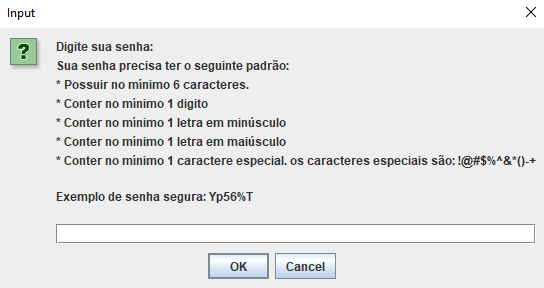 Input
Digite sua senha:
Sua senha precisa ter o seguinte padrão:
* Possuir no mínimo 6 caracteres.
* Conter no mínimo 1 digito
* Conter no mínimo 1 letra em minúsculo
* Conter no mínimo 1 letra em maiúsculo
* Conter no mínimo 1 caractere especial. os caracteres especiais são: !@#$%^&*()-+
Exemplo de senha segura: Yp56%T
OK
Cancel